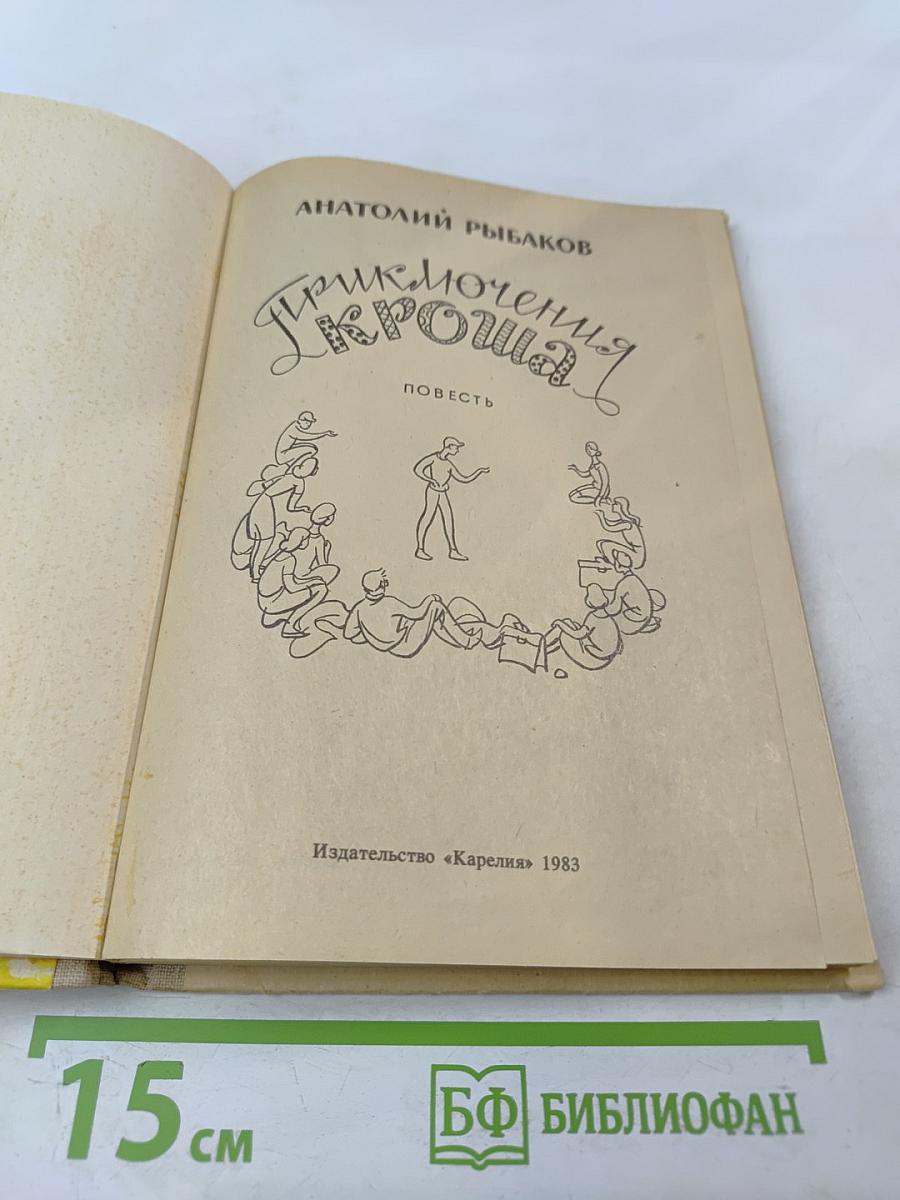 АНАТОЛИЙ РЫБАКОВ
Приключения
КРОША
ПОВЕСТЬ
Издательство «Карелия» 1983
15 см
БФ БИБЛИОФАН